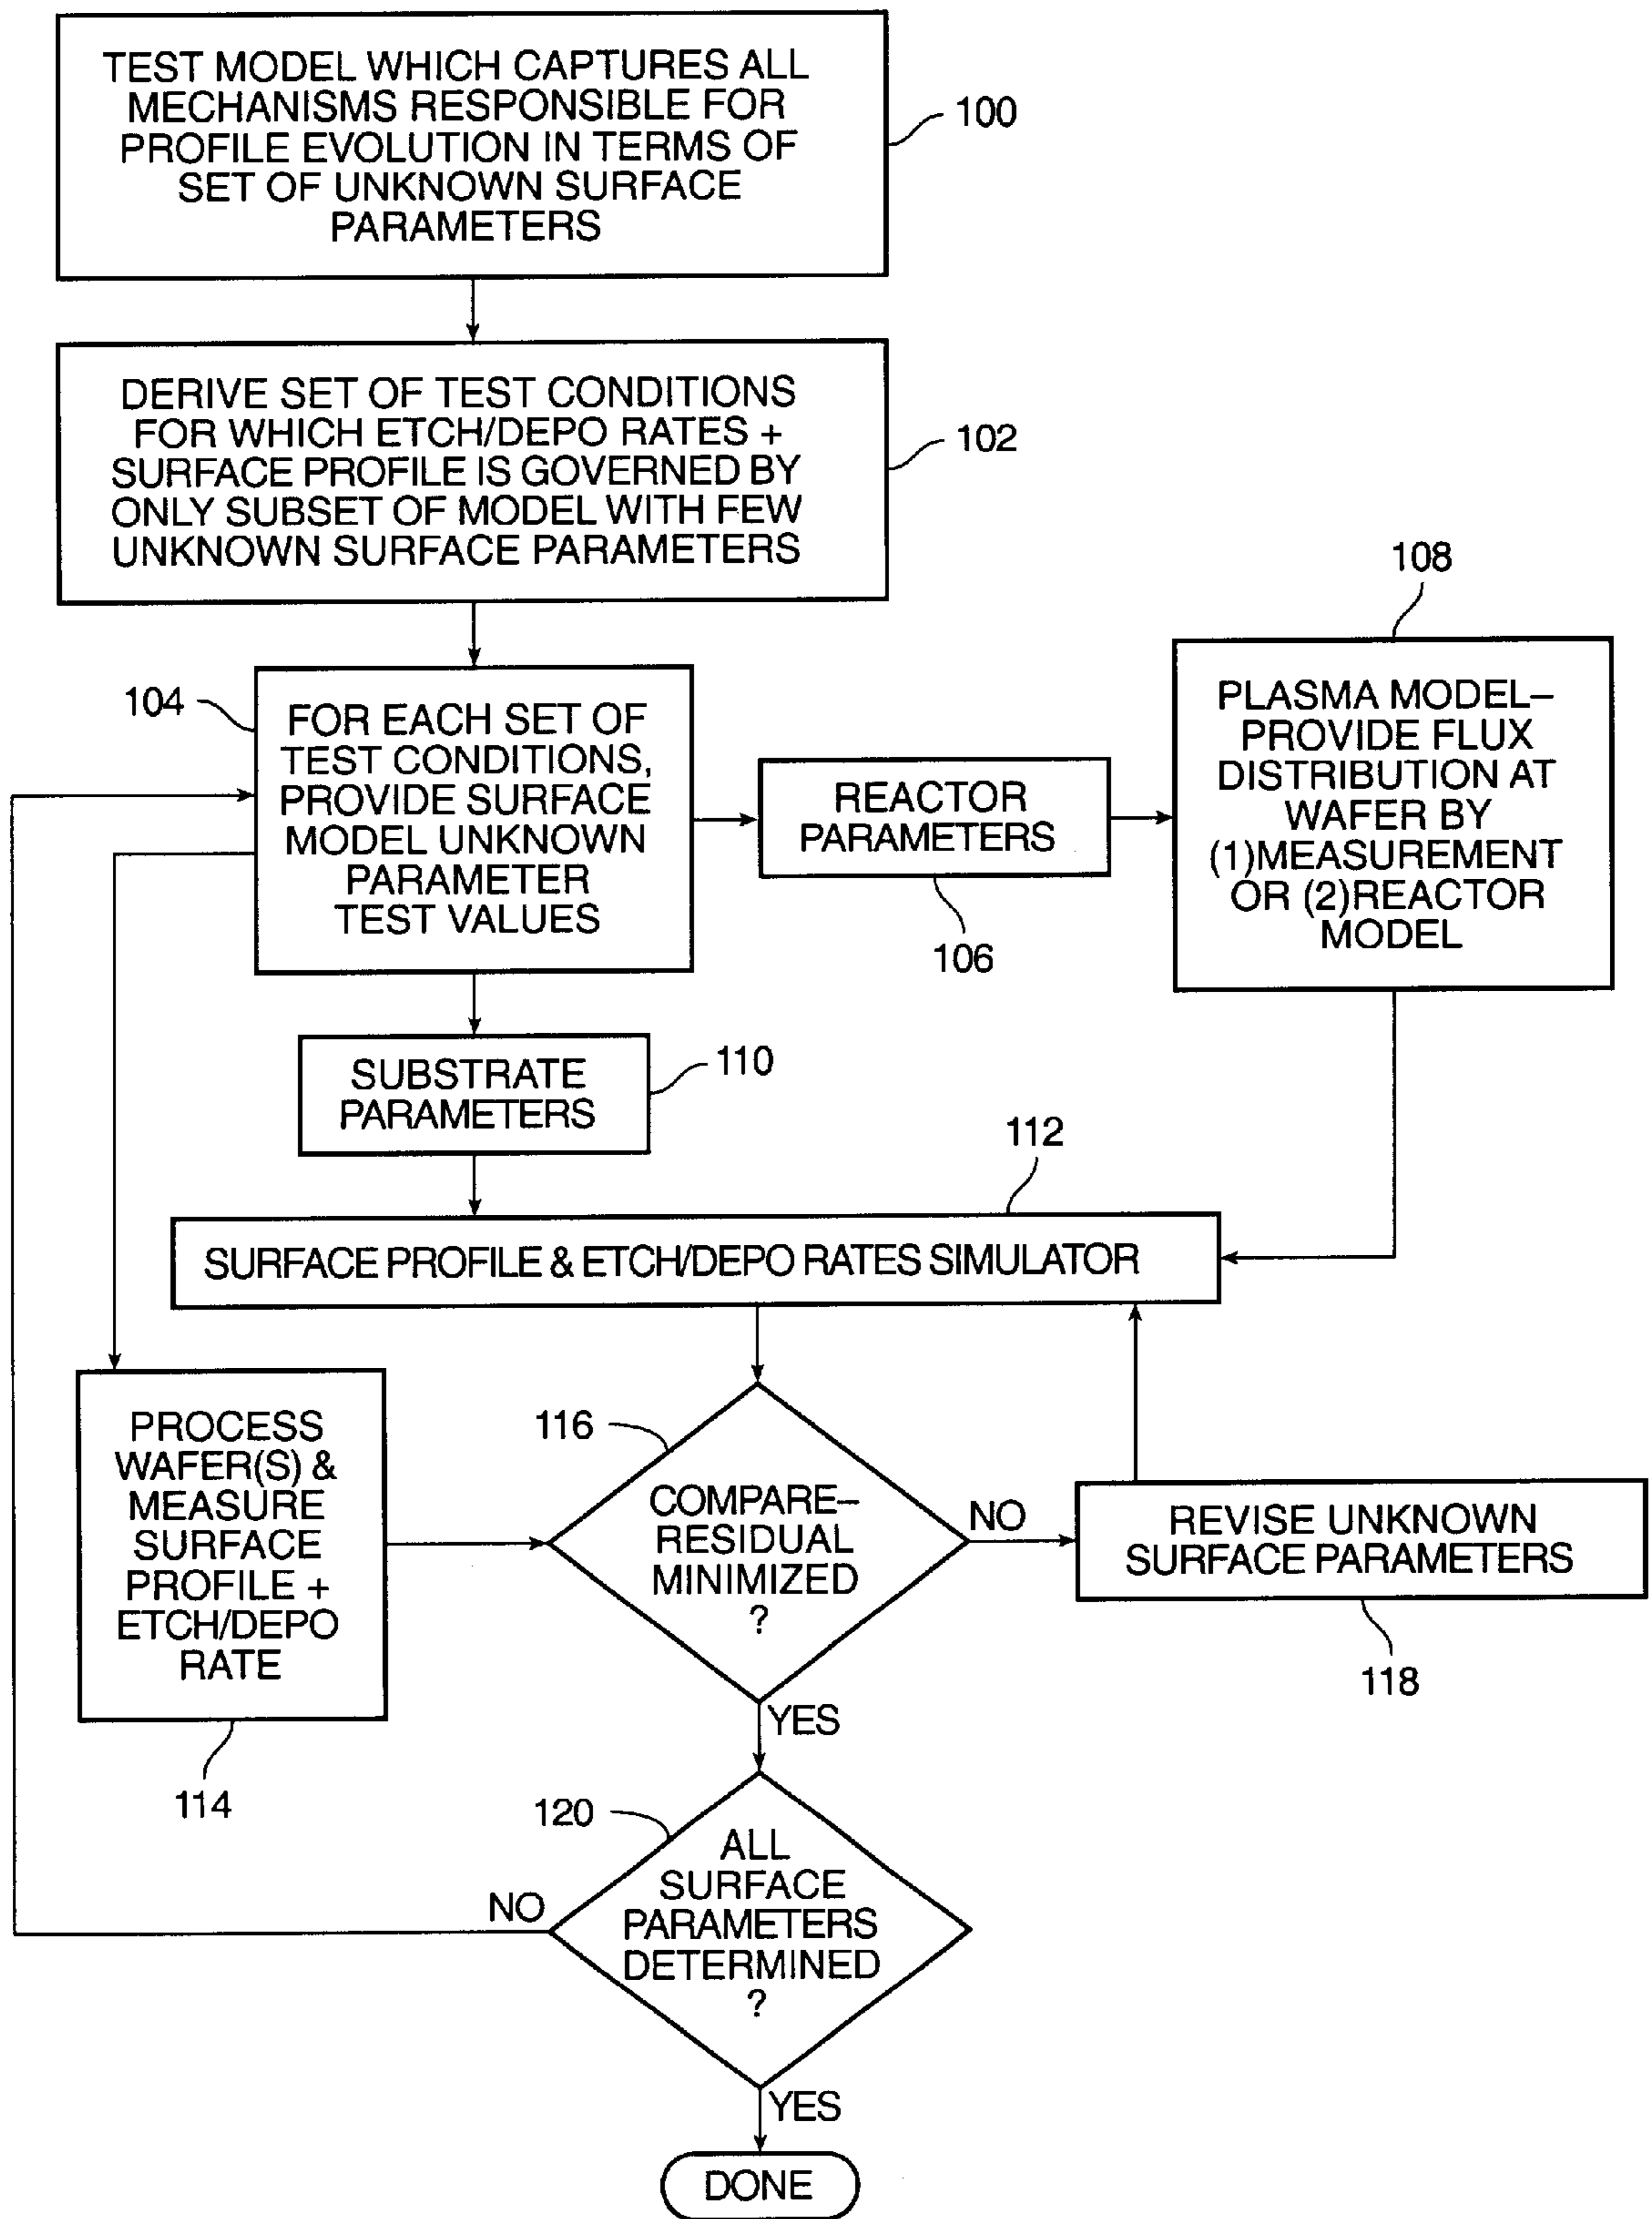 TEST MODEL WHICH CAPTURES ALL
MECHANISMS RESPONSIBLE FOR
PROFILE EVOLUTION IN TERMS OF
SET OF UNKNOWN SURFACE
PARAMETERS
100
DERIVE SET OF TEST CONDITIONS
FOR WHICH ETCH/DEPO RATES +
SURFACE PROFILE IS GOVERNED BY
ONLY SUBSET OF MODEL WITH FEW
UNKNOWN SURFACE PARAMETERS
102
104
FOR EACH SET OF
TEST CONDITIONS,
PROVIDE SURFACE
MODEL UNKNOWN
PARAMETER
TEST VALUES
REACTOR
PARAMETERS
106
108
PLASMA MODEL–
PROVIDE FLUX
DISTRIBUTION AT
WAFER BY
(1)MEASUREMENT
OR (2)REACTOR
MODEL
SUBSTRATE
PARAMETERS
110
112
SURFACE PROFILE & ETCH/DEPO RATES SIMULATOR
PROCESS
WAFER(S) &
MEASURE
SURFACE
PROFILE +
ETCH/DEPO
RATE
114
116
COMPARE–
RESIDUAL
MINIMIZED
?
NO
REVISE UNKNOWN
SURFACE PARAMETERS
118
YES
120
ALL
SURFACE
PARAMETERS
DETERMINED
?
NO
YES
DONE